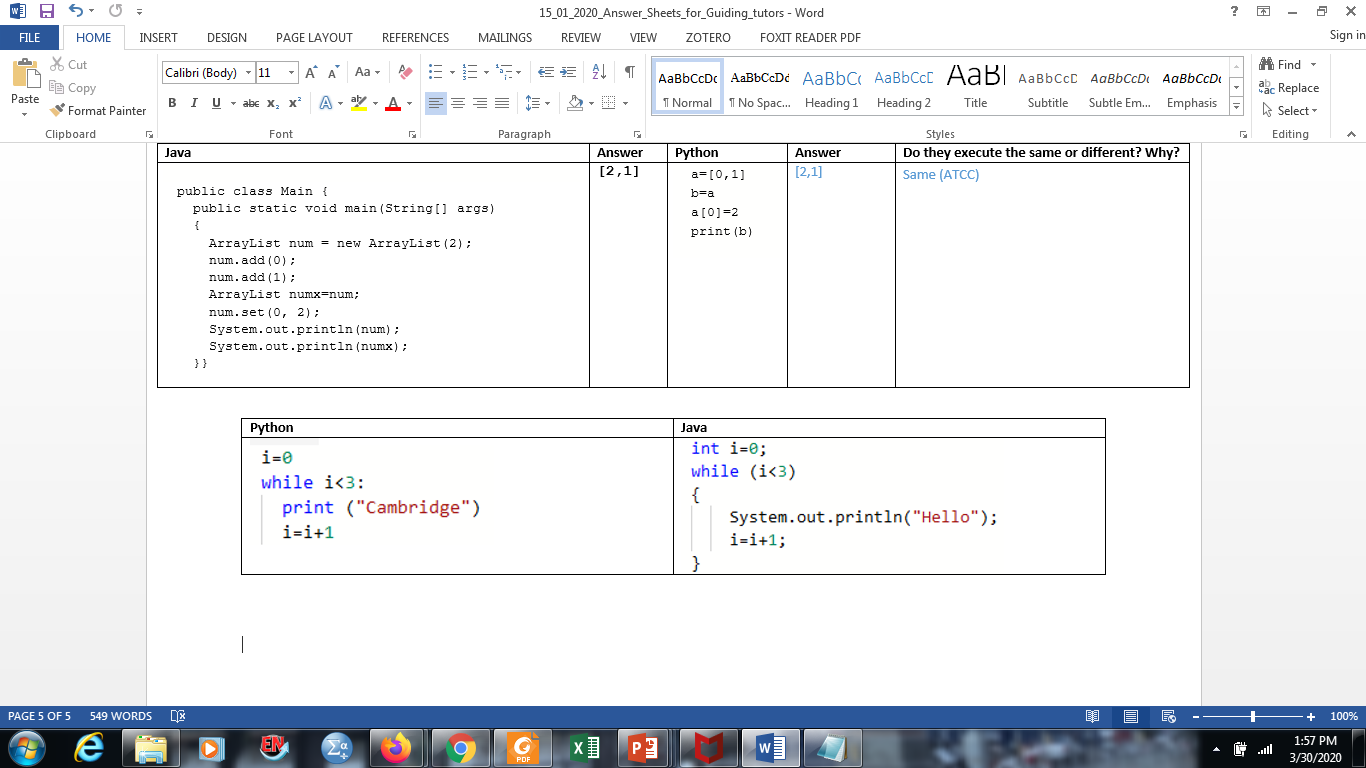 15_01_2020_Answer_Sheets_for_Guiding_tutors - Word
FILE HOME INSERT DESIGN PAGE LAYOUT REFERENCES MAILINGS REVIEW VIEW ZOTERO FOXIT READER PDF Sign in
Paste
Cut
Copy
Format Painter
Clipboard
Calibri (Body) 11
B I U abc x₂ x²
Font
Paragraph
AaBbCcDc AaBbCcDc AaBbCc AaBbCcD AaBl AaBbCcD AaBbCcDc AaBbCcDc
¶ Normal ¶ No Spac... Heading 1 Heading 2 Title Subtitle Subtle Em... Emphasis
Styles
Find
Replace
Select
Editing
Java Answer Python Answer Do they execute the same or different? Why?
public class Main {
public static void main(String[] args)
{
ArrayList num = new ArrayList(2);
num.add(0);
num.add(1);
ArrayList numx=num;
num.set(0, 2);
System.out.println(num);
System.out.println(numx);
}}
[2,1]
a=[0,1]
b=a
a[0]=2
print(b)
[2,1]
Same (ATCC)
Python Java
i=0
while i<3:
print ("Cambridge")
i=i+1
int i=0;
while (i<3)
{
System.out.println("Hello");
i=i+1;
}
PAGE 5 OF 5 549 WORDS 100%
1:57 PM
3/30/2020